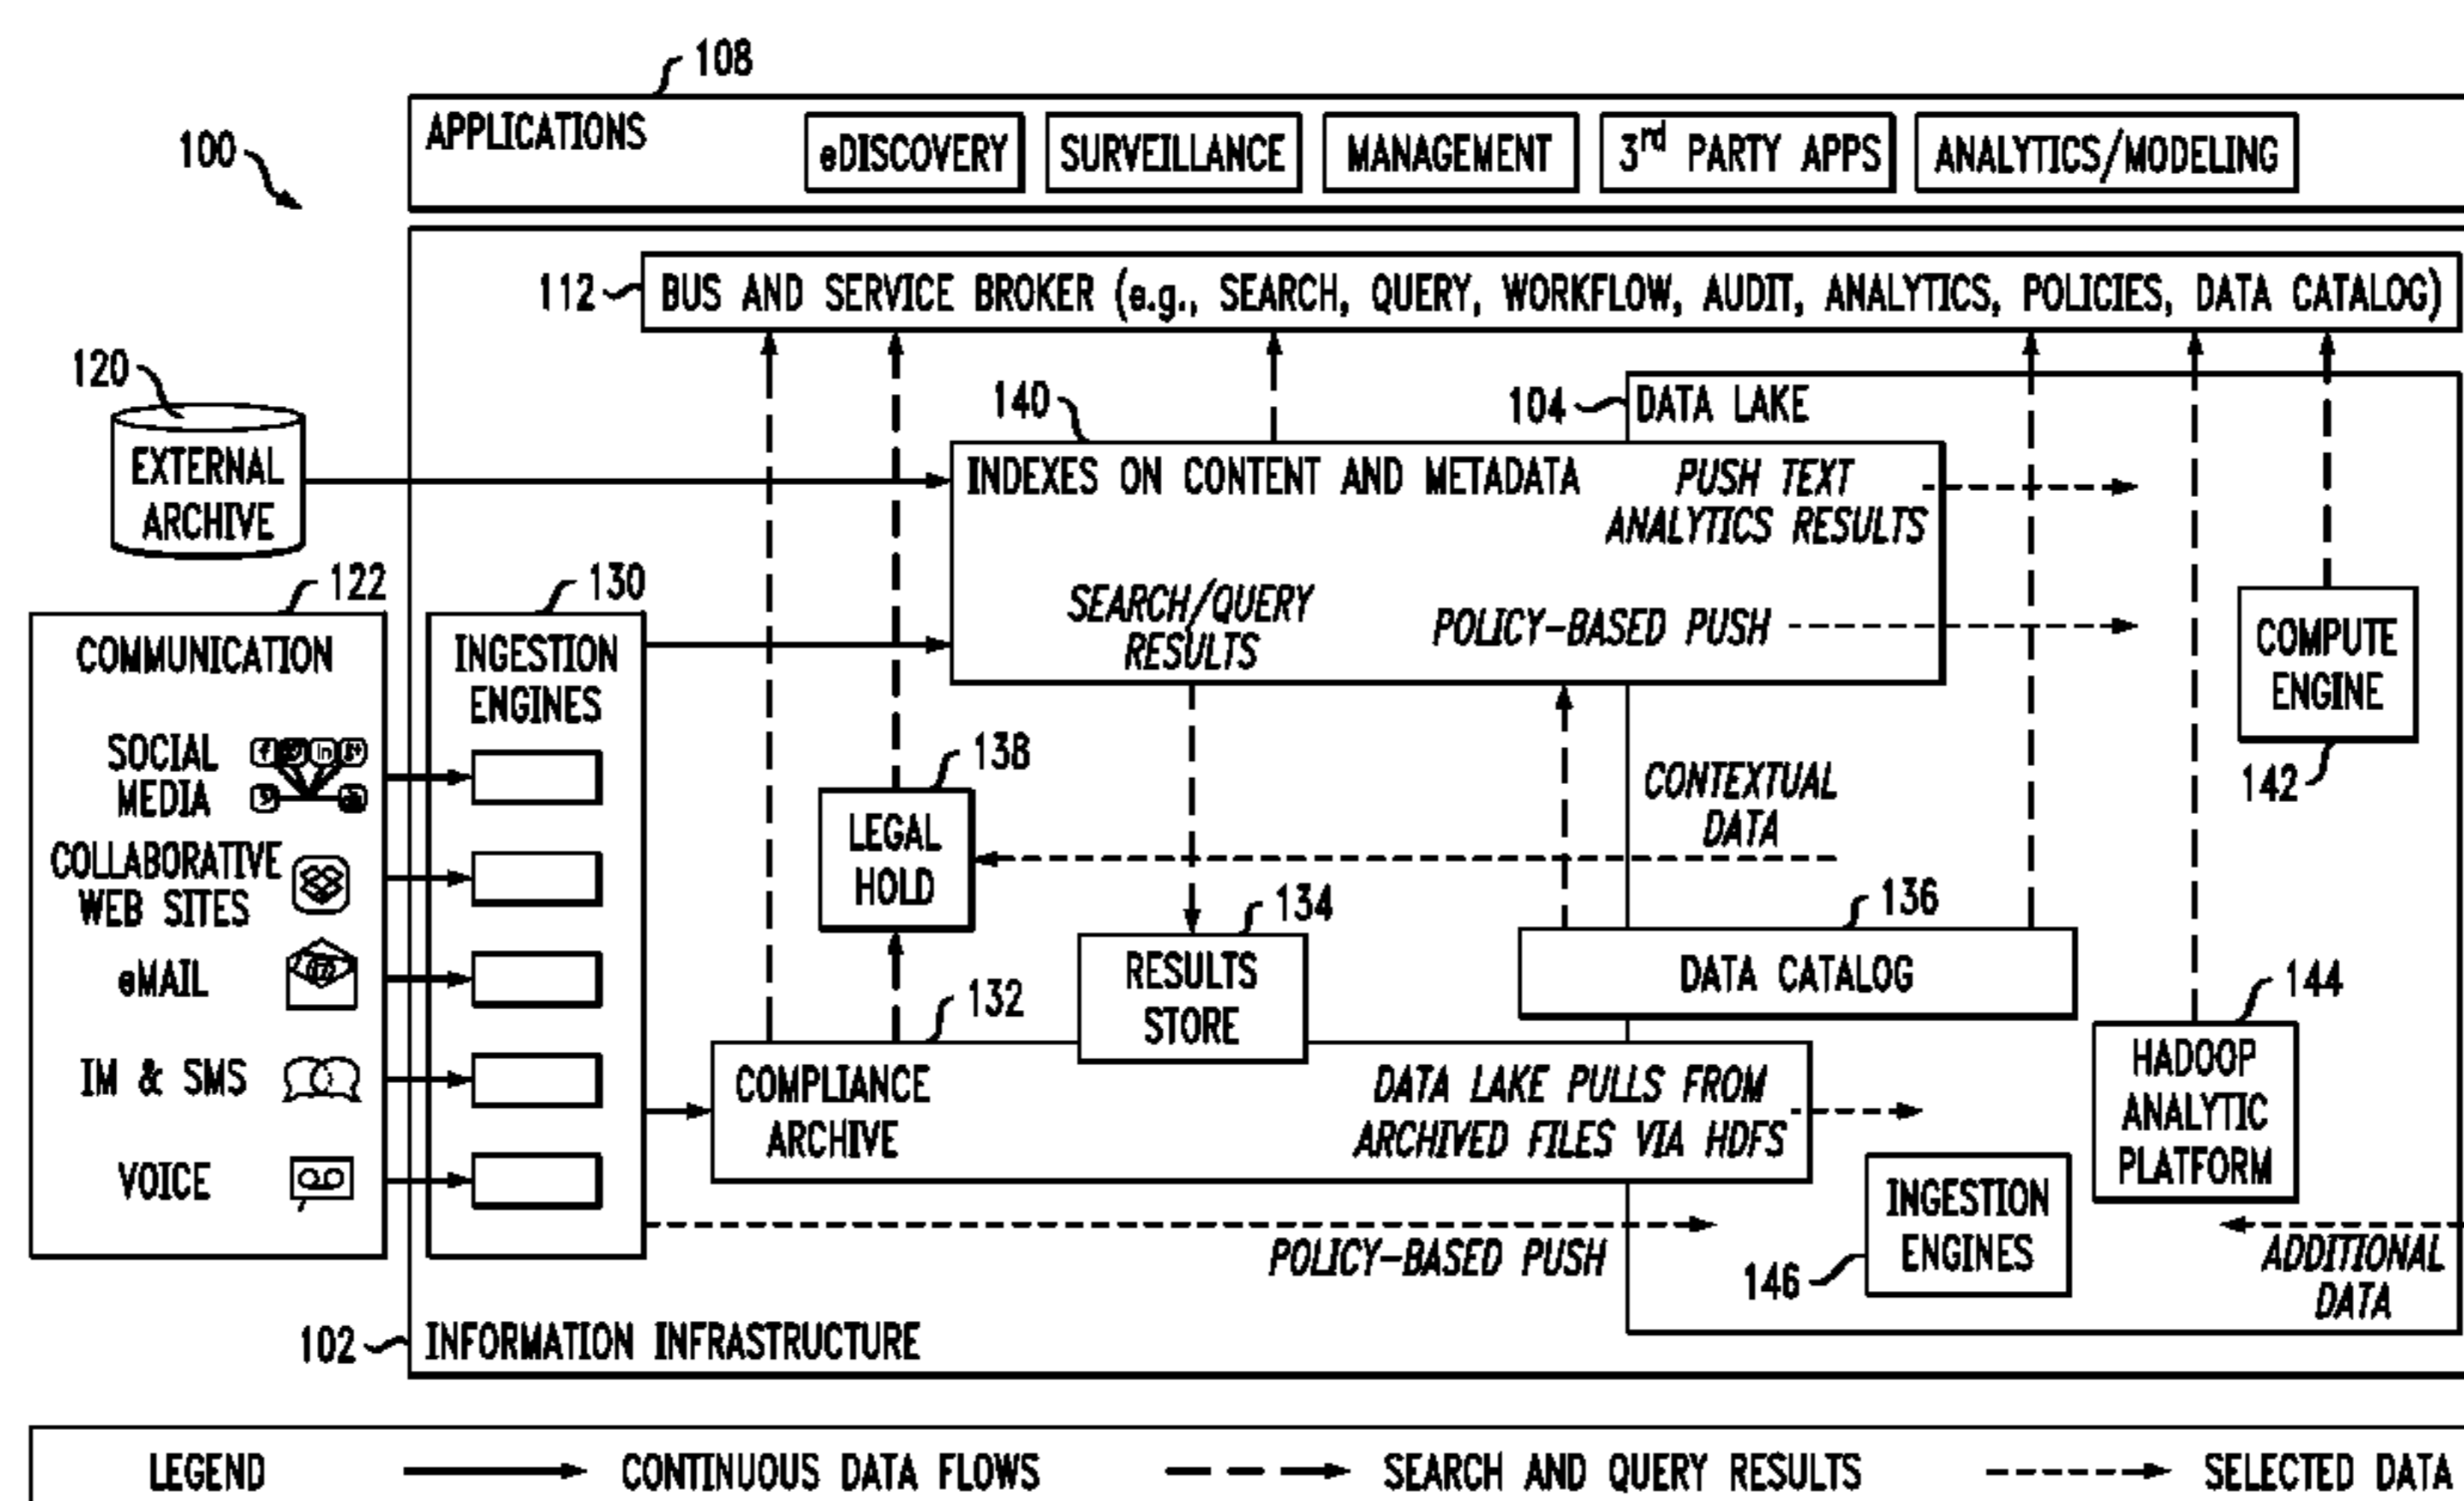 108
APPLICATIONS
eDISCOVERY
SURVEILLANCE
MANAGEMENT
3rd PARTY APPS
ANALYTICS/MODELING
100
112
BUS AND SERVICE BROKER (e.g., SEARCH, QUERY, WORKFLOW, AUDIT, ANALYTICS, POLICIES, DATA CATALOG)
120
EXTERNAL
ARCHIVE
140
104
DATA LAKE
INDEXES ON CONTENT AND METADATA
PUSH TEXT
ANALYTICS RESULTS
SEARCH/QUERY
RESULTS
POLICY-BASED PUSH
COMPUTE
ENGINE
142
122
COMMUNICATION
SOCIAL
MEDIA
f
in
g+
COLLABORATIVE
WEB SITES
eMAIL
IM & SMS
VOICE
130
INGESTION
ENGINES
138
LEGAL
HOLD
CONTEXTUAL
DATA
134
RESULTS
STORE
136
DATA CATALOG
132
COMPLIANCE
ARCHIVE
DATA LAKE PULLS FROM
ARCHIVED FILES VIA HDFS
144
HADOOP
ANALYTIC
PLATFORM
INGESTION
ENGINES
146
POLICY-BASED PUSH
ADDITIONAL
DATA
102
INFORMATION INFRASTRUCTURE
LEGEND
CONTINUOUS DATA FLOWS
SEARCH AND QUERY RESULTS
SELECTED DATA